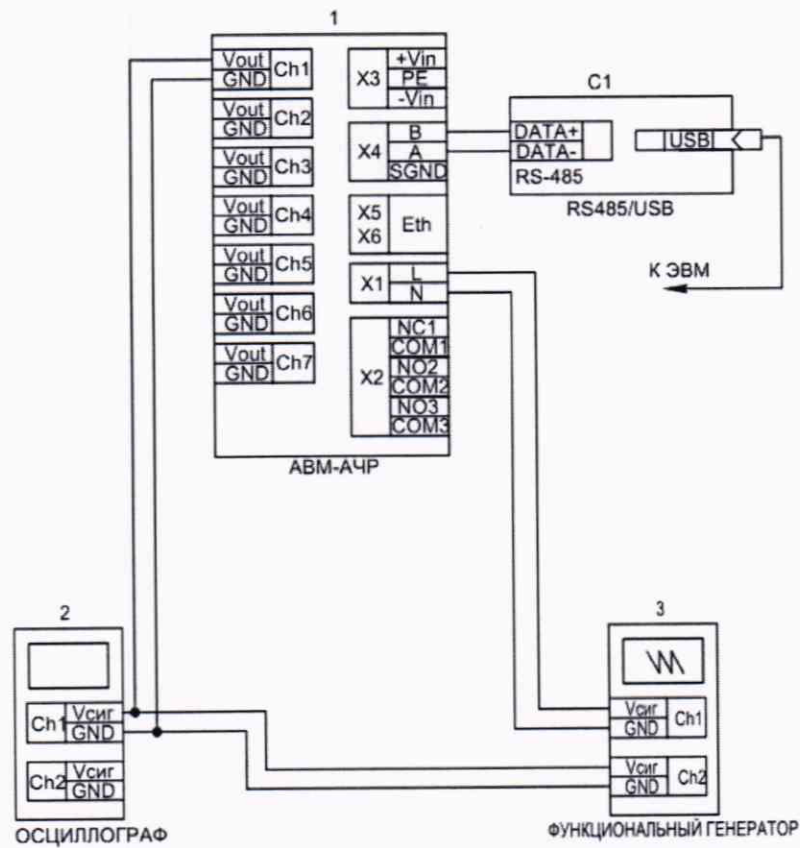 1
Vout
GND
Ch1
Vout
GND
Ch2
Vout
GND
Ch3
Vout
GND
Ch4
Vout
GND
Ch5
Vout
GND
Ch6
Vout
GND
Ch7
X3
+Vin
PE
-Vin
X4
B
A
SGND
X5
X6
Eth
X1
L
N
X2
NC1
COM1
NO2
COM2
NO3
COM3
АВМ-АЧР
C1
DATA+
DATA-
RS-485
USB
RS485/USB
К ЭВМ
2
Ch1
Vсиг
GND
Ch2
Vсиг
GND
ОСЦИЛЛОГРАФ
3
Vсиг
GND
Ch1
Vсиг
GND
Ch2
ФУНКЦИОНАЛЬНЫЙ ГЕНЕРАТОР